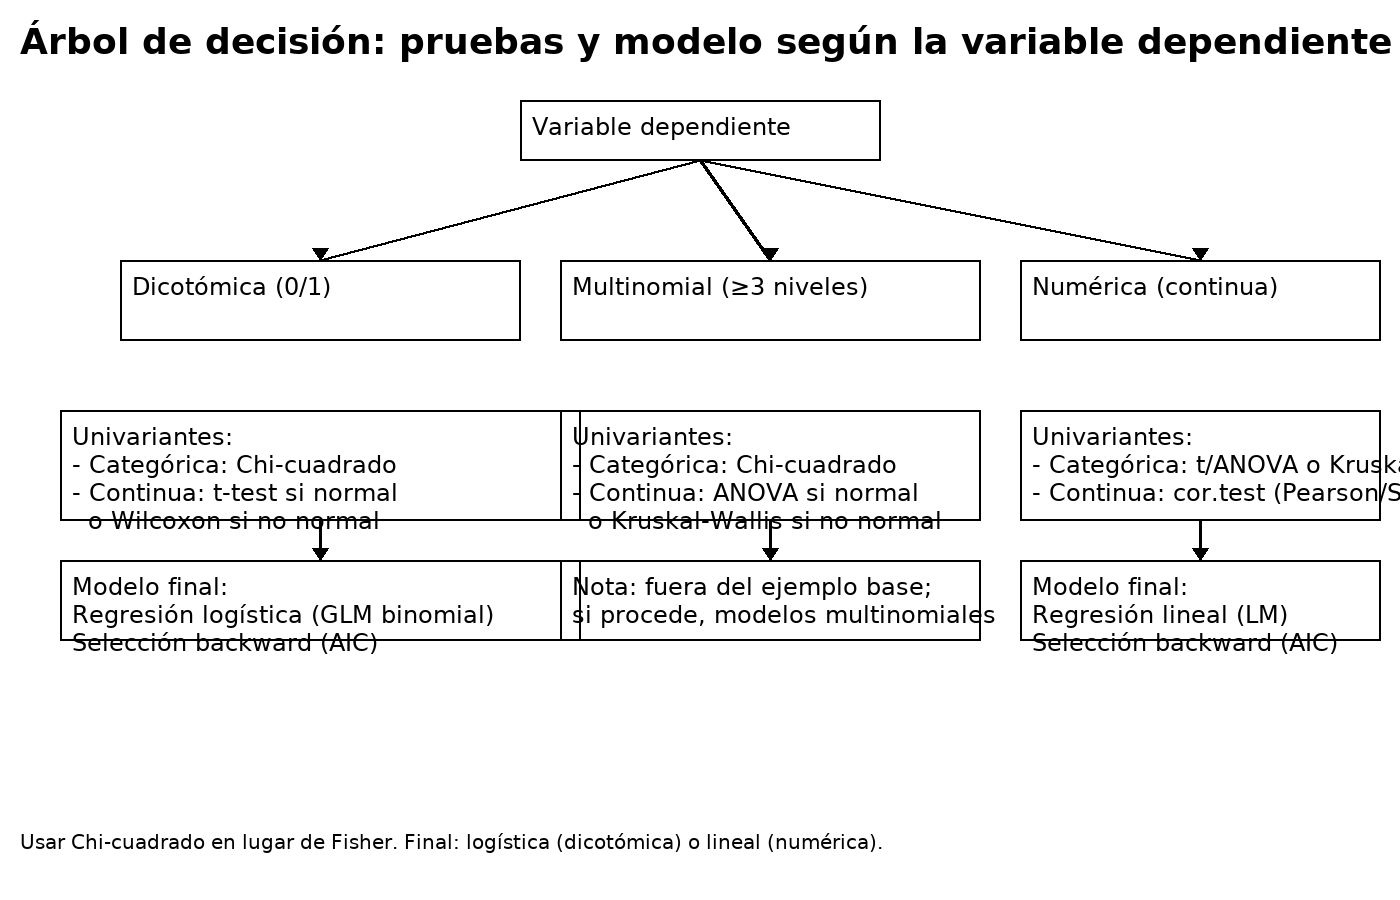 Árbol de decisión: pruebas y modelo según la variable dependiente
Variable dependiente
Dicotómica (0/1)
Multinomial (≥3 niveles)
Numérica (continua)
Univariantes:
- Categórica: Chi-cuadrado
- Continua: t-test si normal
o Wilcoxon si no normal
Univariantes:
- Categórica: Chi-cuadrado
- Continua: ANOVA si normal
o Kruskal-Wallis si no normal
Univariantes:
- Categórica: t/ANOVA o
- Continua: cor.test (Pearson/
Modelo final:
Regresión logística (GLM binomial)
Selección backward (AIC)
Nota: fuera del ejemplo base;
si procede, modelos multinomiales
Modelo final:
Regresión lineal (LM)
Selección backward (AIC)
Usar Chi-cuadrado en lugar de Fisher. Final: logística (dicotómica) o lineal (numérica).